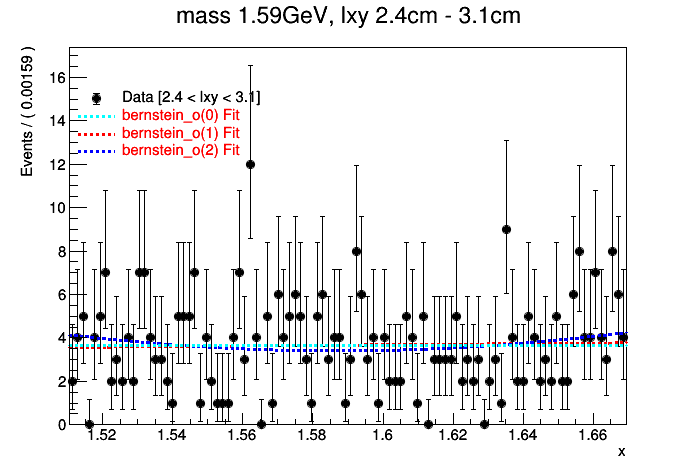 mass 1.59GeV, lxy 2.4cm - 3.1cm
Events / ( 0.00159 )
16
14
12
10
8
6
4
2
0
Data [2.4 < lxy < 3.1]
bernstein_o(0) Fit
bernstein_o(1) Fit
bernstein_o(2) Fit
1.52 1.54 1.56 1.58 1.6 1.62 1.64 1.66
x